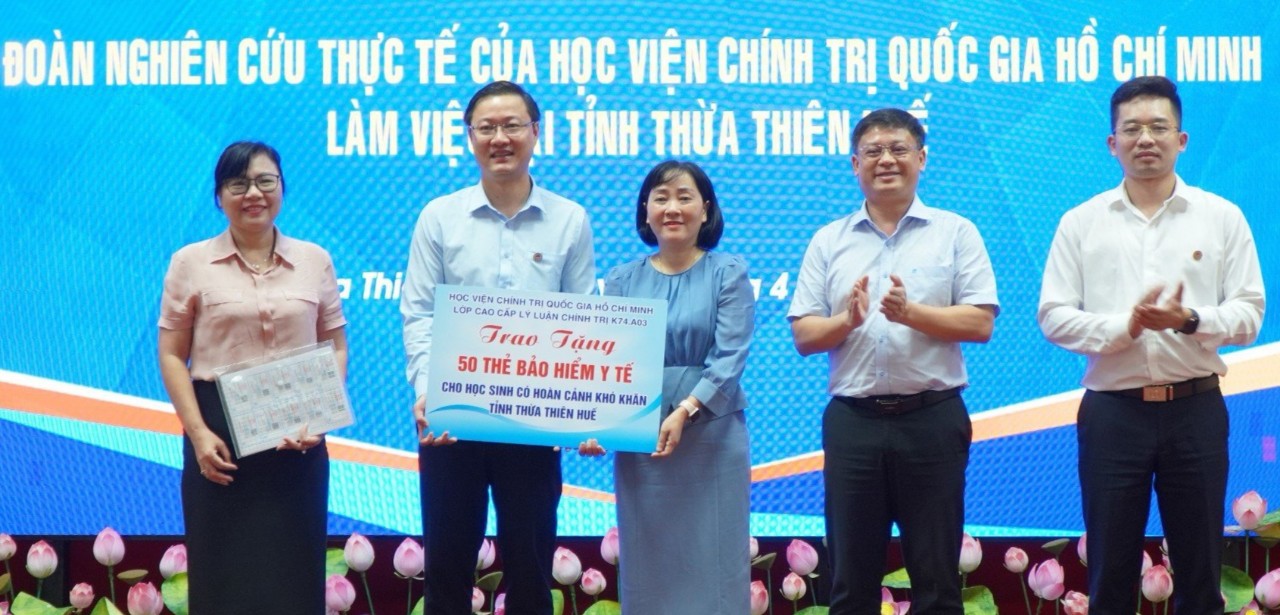 ĐOÀN NGHIÊN CỨU THỰC TẾ CỦA HỌC VIỆN CHÍNH TRỊ QUỐC GIA HỒ CHÍ MINH
LÀM TỈNH THỪA THIÊN HUẾ
4
HỌC VIỆN CHÍNH TRỊ QUỐC GIA HỒ CHÍ MINH
LỚP CAO CẤP LÝ LUẬN CHÍNH TRỊ K74.A03
Trao Tặng
50 THẺ BẢO HIỂM Y TẾ
CHO HỌC SINH CÓ HOÀN CẢNH KHÓ KHĂN
TỈNH THỪA THIÊN HUẾ